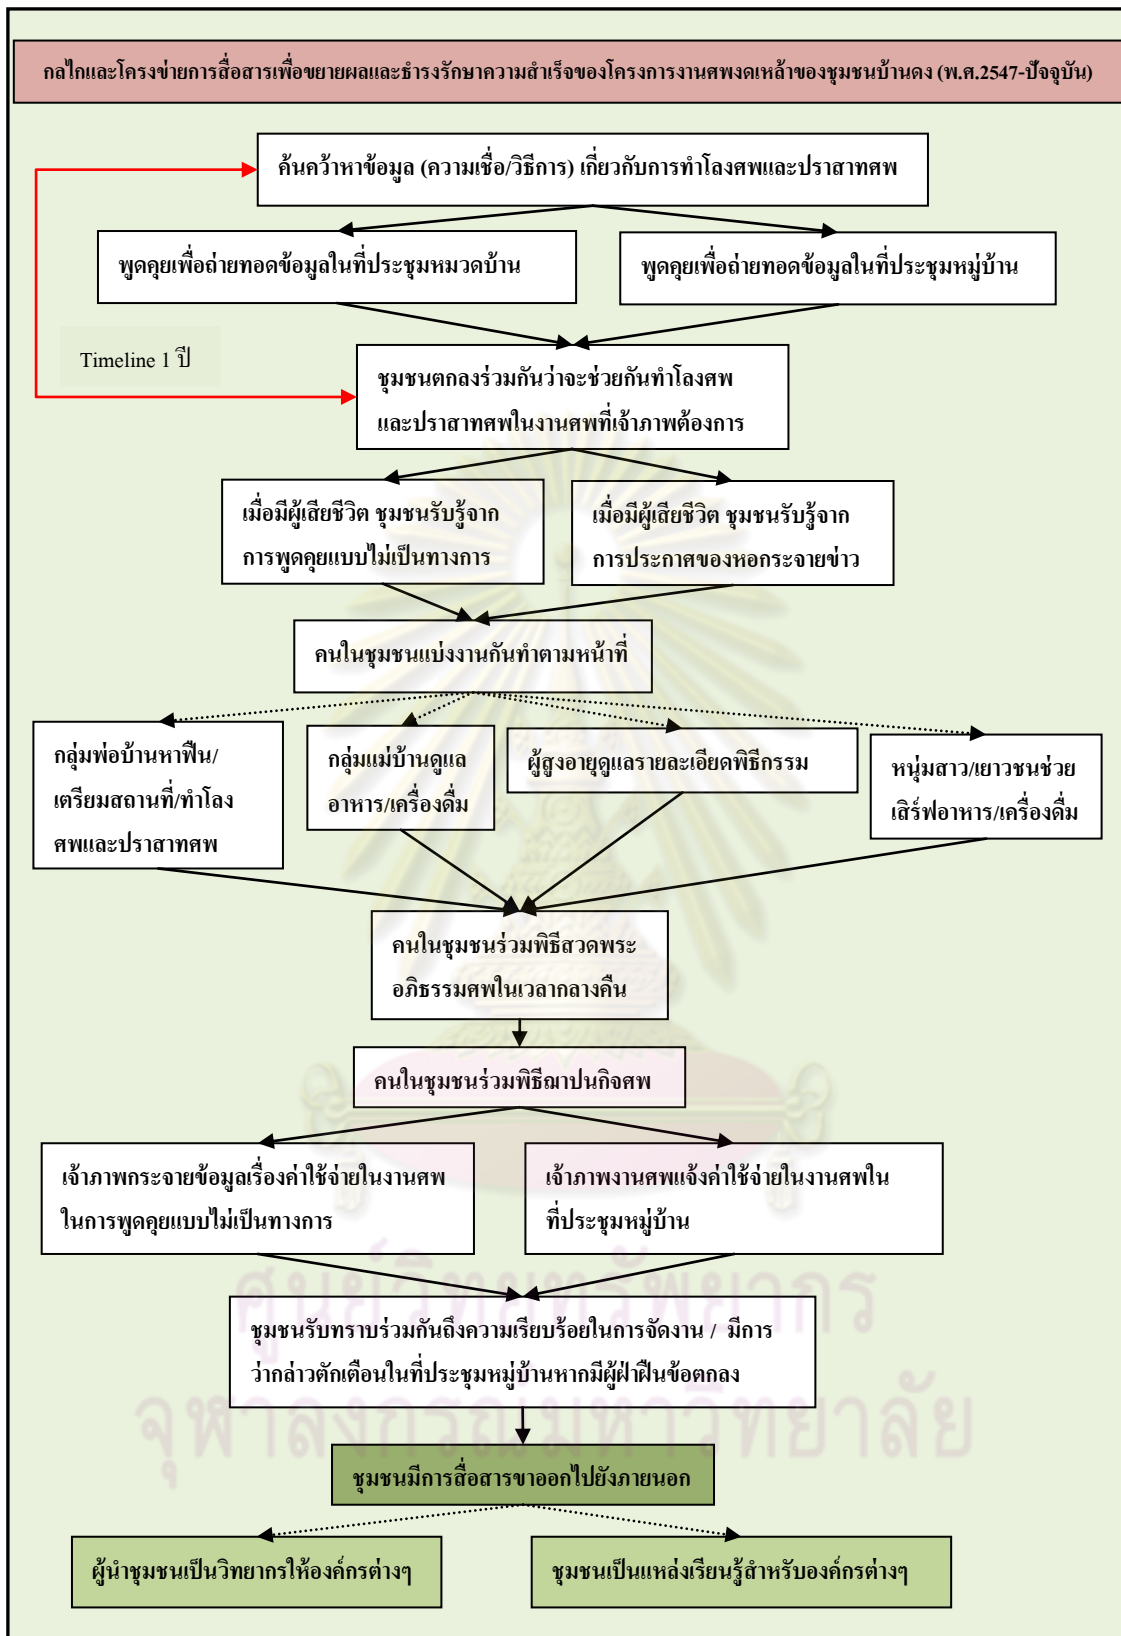 กลไกและโครงข่ายการสื่อสารเพื่อขยายผลและธำรงรักษาความสำเร็จของโครงการงานศพงดเหล้าของชุมชนบ้านดง (พ.ศ.2547-ปัจจุบัน)
ค้นคว้าหาข้อมูล (ความเชื่อ/วิธีการ) เกี่ยวกับการทำโลงศพและปราสาทศพ
พูดคุยเพื่อถ่ายทอดข้อมูลในที่ประชุมหมวดบ้าน
พูดคุยเพื่อถ่ายทอดข้อมูลในที่ประชุมหมู่บ้าน
Timeline 1 ปี
ชุมชนตกลงร่วมกันว่าจะช่วยกันทำโลงศพ
และปราสาทศพในงานศพที่เจ้าภาพต้องการ
เมื่อมีผู้เสียชีวิต ชุมชนรับรู้จาก
การพูดคุยแบบไม่เป็นทางการ
เมื่อมีผู้เสียชีวิต ชุมชนรับรู้จาก
การประกาศของหอกระจายข่าว
คนในชุมชนแบ่งงานกันทำตามหน้าที่
กลุ่มพ่อบ้านหาฟืน/
เตรียมสถานที่/ทำโลง
ศพและปราสาทศพ
กลุ่มแม่บ้านดูแล
อาหาร/เครื่องดื่ม
ผู้สูงอายุดูแลรายละเอียดพิธีกรรม
หนุ่มสาว/เยาวชนช่วย
เสิร์ฟอาหาร/เครื่องดื่ม
คนในชุมชนร่วมพิธีสวดพระ
อภิธรรมศพในเวลากลางคืน
คนในชุมชนร่วมพิธีฌาปนกิจศพ
เจ้าภาพกระจายข้อมูลเรื่องค่าใช้จ่ายในงานศพ
ในการพูดคุยแบบไม่เป็นทางการ
เจ้าภาพงานศพแจ้งค่าใช้จ่ายในงานศพใน
ที่ประชุมหมู่บ้าน
ศูนย์วิทยทรัพยากร
ชุมชนรับทราบร่วมกันถึงความเรียบร้อยในการจัดงาน / มีการ
ว่ากล่าวตักเตือนในที่ประชุมหมู่บ้านหากมีผู้ฝ่าฝืนข้อตกลง
จุฬาลงกรณ์มหาวิทยาลัย
ชุมชนมีการสื่อสารขาออกไปยังภายนอก
ผู้นำชุมชนเป็นวิทยากรให้องค์กรต่างๆ
ชุมชนเป็นแหล่งเรียนรู้สำหรับองค์กรต่างๆ